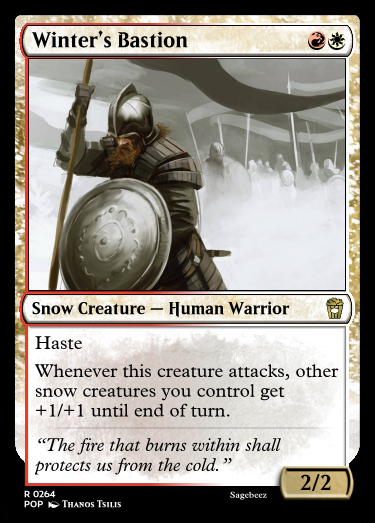 Winter's Bastion
Snow Creature — Human Warrior
Haste
Whenever this creature attacks, other
snow creatures you control get
+1/+1 until end of turn.
“The fire that burns within shall
protects us from the cold.”
2/2
R 0264
POP Thanos Tsilis
Sagebeez